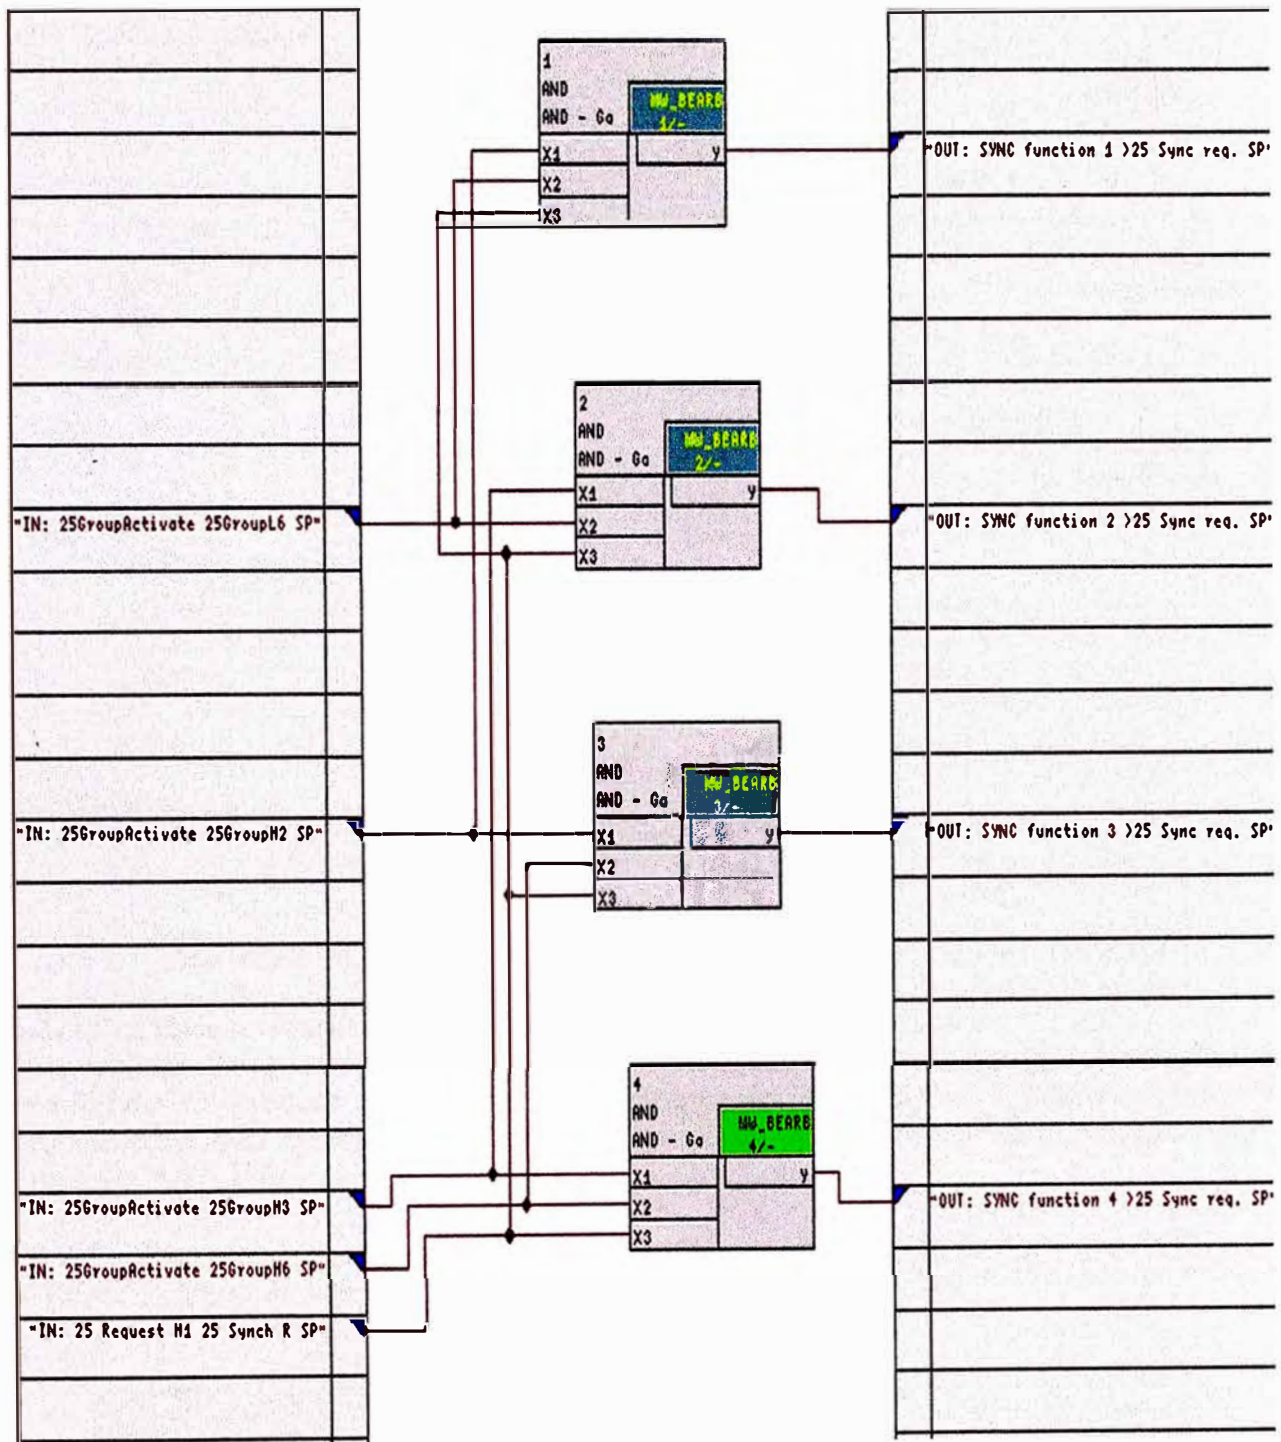 1
AND
AND - Ga
MW_BEARB
1/-
X1
Y
X2
X3
"OUT: SYNC function 1 >25 Sync req. SP"
2
AND
AND - Ga
MW_BEARB
2/-
X1
Y
X2
X3
"IN: 25GroupActivate 25GroupL6 SP"
"OUT: SYNC function 2 >25 Sync req. SP"
3
AND
AND - Ga
MW_BEARB
3/-
X1
Y
X2
X3
"IN: 25GroupActivate 25GroupH2 SP"
"OUT: SYNC function 3 >25 Sync req. SP"
4
AND
AND - Ga
MW_BEARB
4/-
X1
Y
X2
X3
"IN: 25GroupActivate 25GroupH3 SP"
"OUT: SYNC function 4 >25 Sync req. SP"
"IN: 25GroupActivate 25GroupH6 SP"
"IN: 25 Request H1 25 Synch R SP"